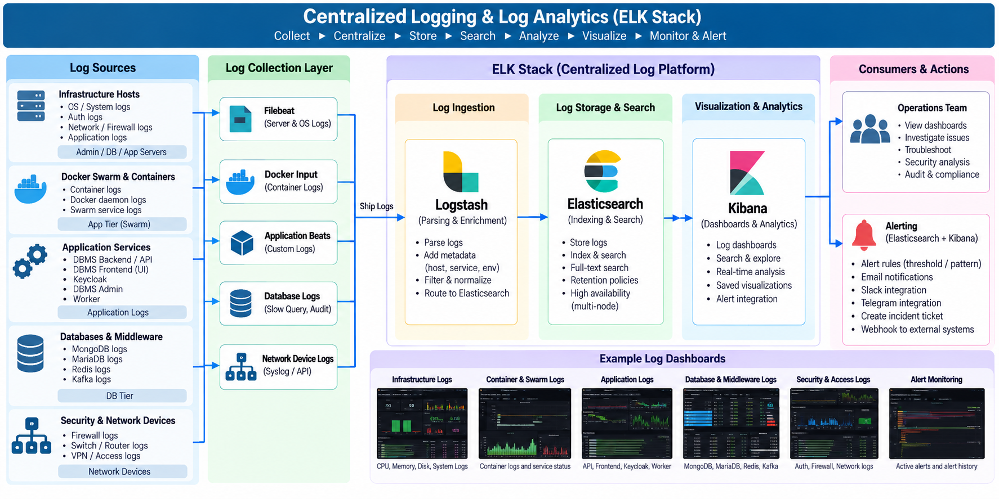 Centralized Logging & Log Analytics (ELK Stack)
Collect ► Centralize ► Store ► Search ► Analyze ► Visualize ► Monitor & Alert
Log Sources
Infrastructure Hosts
• OS / System logs
• Auth logs
• Network / Firewall logs
• Application logs
Admin / DB / App Servers
Docker Swarm & Containers
• Container logs
• Docker daemon logs
• Swarm service logs
App Tier (Swarm)
Application Services
• DBMS Backend / API
• DBMS Frontend (UI)
• Keycloak
• DBMS Admin
• Worker
Application Logs
Databases & Middleware
• MongoDB logs
• MariaDB logs
• Redis logs
• Kafka logs
DB Tier
Security & Network Devices
• Firewall logs
• Switch / Router logs
• VPN / Access logs
Network Devices
Log Collection Layer
Filebeat
(Server & OS Logs)
Docker Input
(Container Logs)
Application Beats
(Custom Logs)
Database Logs
(Slow Query, Audit)
Network Device Logs
(Syslog / API)
Ship Logs
ELK Stack (Centralized Log Platform)
Log Ingestion
Logstash
(Parsing & Enrichment)
• Parse logs
• Add metadata
(host, service, env)
• Filter & normalize
• Route to Elasticsearch
Log Storage & Search
Elasticsearch
(Indexing & Search)
• Store logs
• Index & search
• Full-text search
• Retention policies
• High availability
(multi-node)
Visualization & Analytics
Kibana
(Dashboards & Analytics)
• Log dashboards
• Search & explore
• Real-time analysis
• Saved visualizations
• Alert integration
Consumers & Actions
Operations Team
• View dashboards
• Investigate issues
• Troubleshoot
• Security analysis
• Audit & compliance
Alerting
(Elasticsearch + Kibana)
• Alert rules (threshold / pattern)
• Email notifications
• Slack integration
• Telegram integration
• Create incident ticket
• Webhook to external systems
Example Log Dashboards
Infrastructure Logs
CPU, Memory, Disk, System Logs
Container & Swarm Logs
Container logs and service status
Application Logs
API, Frontend, Keycloak, Worker
Database & Middleware Logs
MongoDB, MariaDB, Redis, Kafka
Security & Access Logs
Auth, Firewall, Network logs
Alert Monitoring
Active alerts and alert history